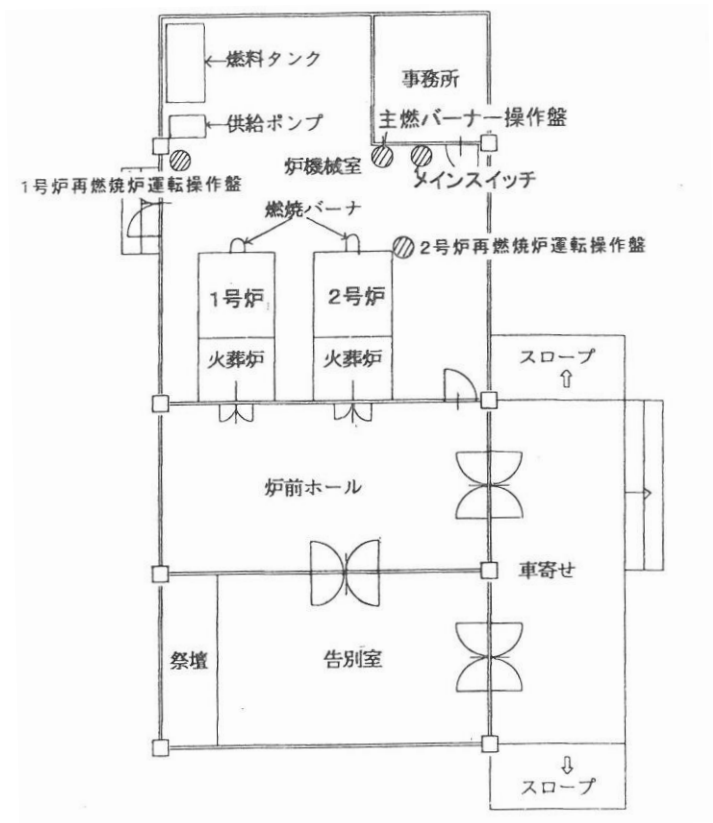 燃料タンク
事務所
供給ポンプ
主燃バーナー操作盤
炉機械室
メインスイッチ
1号炉再燃焼炉運転操作盤
燃焼バーナ
2号炉再燃焼炉運転操作盤
1号炉
2号炉
火葬炉
火葬炉
スロープ
炉前ホール
車寄せ
祭壇
告別室
スロープ